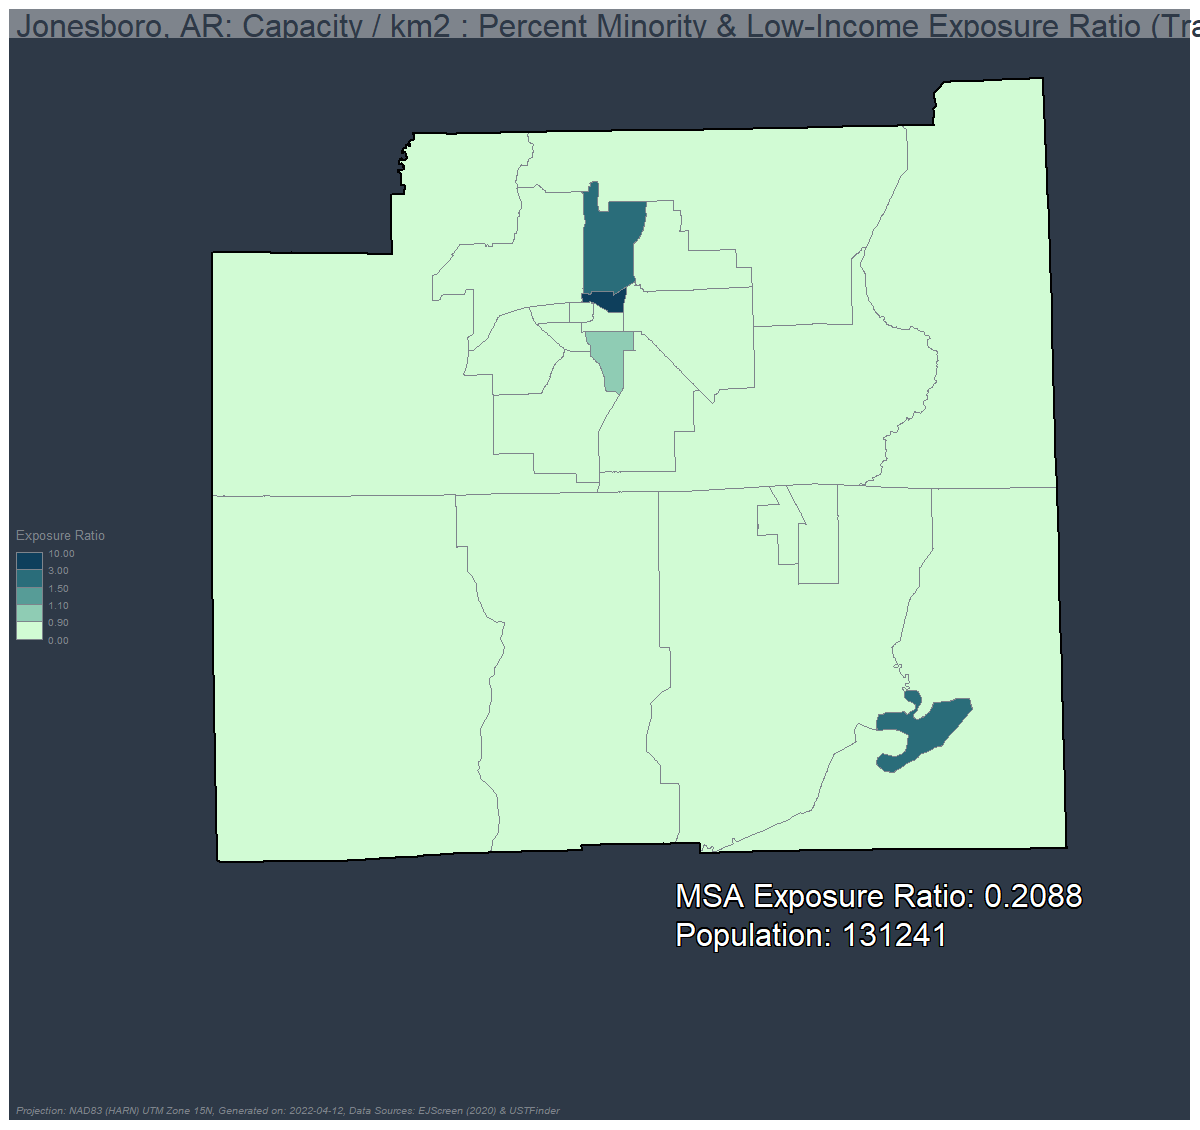 Jonesboro, AR: Capacity / km2 : Percent Minority & Low-Income Exposure Ratio (Tra
Exposure Ratio
10.00
3.00
1.50
1.10
0.90
0.00
MSA Exposure Ratio: 0.2088
Population: 131241
Projection: NAD83 (HARN) UTM Zone 15N, Generated on: 2022-04-12, Data Sources: EJScreen (2020) & USTFinder